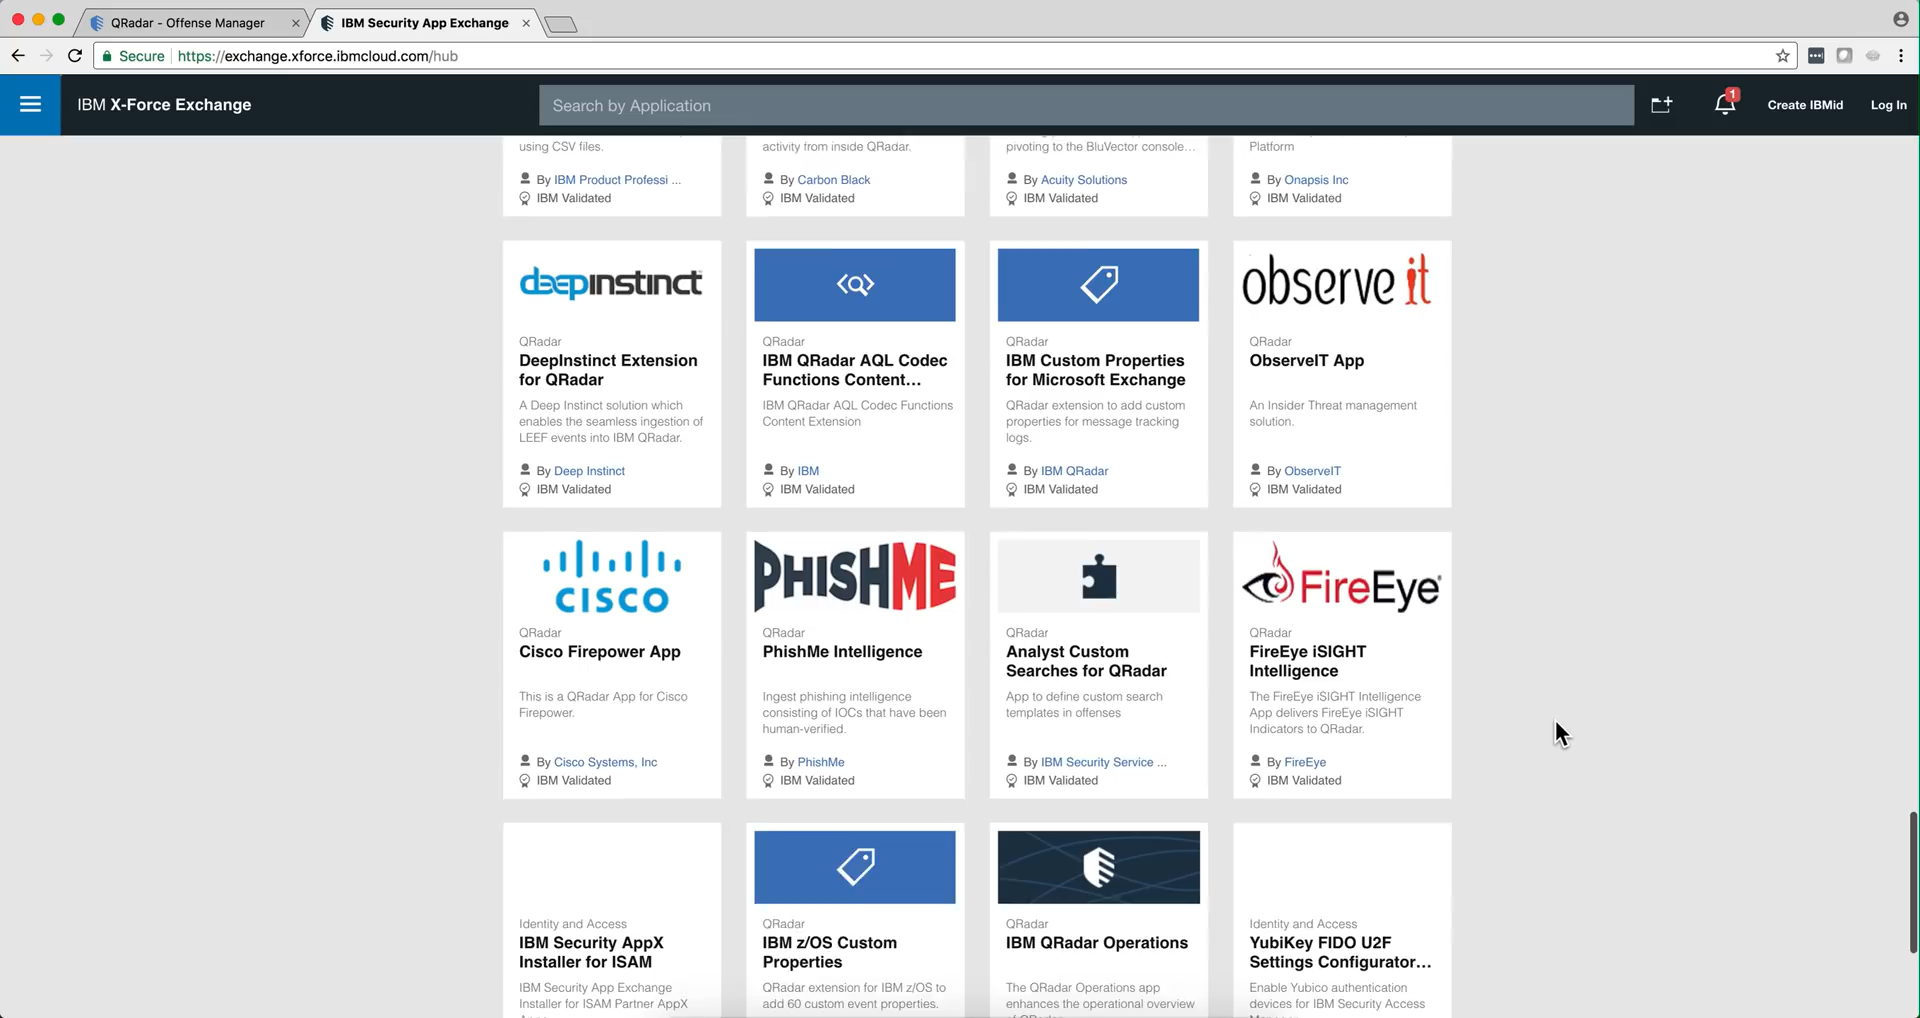 QRadar - Offense Manager
IBM Security App Exchange
Secure
https://exchange.xforce.ibmcloud.com/hub
IBM X-Force Exchange
Search by Application
1
Create IBMid
Log In
using CSV files.
By IBM Product Professi ...
IBM Validated
activity from inside QRadar.
By Carbon Black
IBM Validated
pivoting to the BluVector console...
By Acuity Solutions
IBM Validated
Platform
By Onapsis Inc
IBM Validated
deepinstinct
QRadar
DeepInstinct Extension
for QRadar
A Deep Instinct solution which
enables the seamless ingestion of
LEEF events into IBM QRadar.
By Deep Instinct
IBM Validated
QRadar
IBM QRadar AQL Codec
Functions Content...
IBM QRadar AQL Codec Functions
Content Extension
By IBM
IBM Validated
QRadar
IBM Custom Properties
for Microsoft Exchange
QRadar extension to add custom
properties for message tracking
logs.
By IBM QRadar
IBM Validated
observe it
QRadar
ObserveIT App
An Insider Threat management
solution.
By ObserveIT
IBM Validated
CISCO
QRadar
Cisco Firepower App
This is a QRadar App for Cisco
Firepower.
By Cisco Systems, Inc
IBM Validated
PHISHME
QRadar
PhishMe Intelligence
Ingest phishing intelligence
consisting of IOCs that have been
human-verified.
By PhishMe
IBM Validated
QRadar
Analyst Custom
Searches for QRadar
App to define custom search
templates in offenses
By IBM Security Service ...
IBM Validated
FireEye
QRadar
FireEye iSIGHT
Intelligence
The FireEye iSIGHT Intelligence
App delivers FireEye iSIGHT
Indicators to QRadar.
By FireEye
IBM Validated
Identity and Access
IBM Security AppX
Installer for ISAM
IBM Security App Exchange
Installer for ISAM Partner AppX
QRadar
IBM z/OS Custom
Properties
QRadar extension for IBM z/OS to
add 60 custom event properties.
QRadar
IBM QRadar Operations
The QRadar Operations app
enhances the operational overview
Identity and Access
YubiKey FIDO U2F
Settings Configurator...
Enable Yubico authentication
devices for IBM Security Access